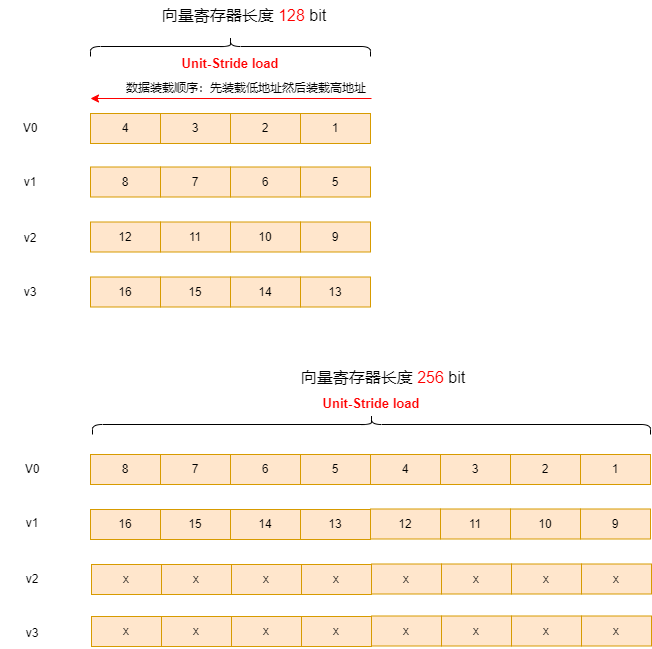 向量寄存器长度 128 bit
Unit-Stride load
数据装载顺序：先装载低地址然后装载高地址
V0 4 3 2 1
v1 8 7 6 5
v2 12 11 10 9
v3 16 15 14 13
向量寄存器长度 256 bit
Unit-Stride load
V0 8 7 6 5 4 3 2 1
v1 16 15 14 13 12 11 10 9
v2 x x x x x x x x
v3 x x x x x x x x